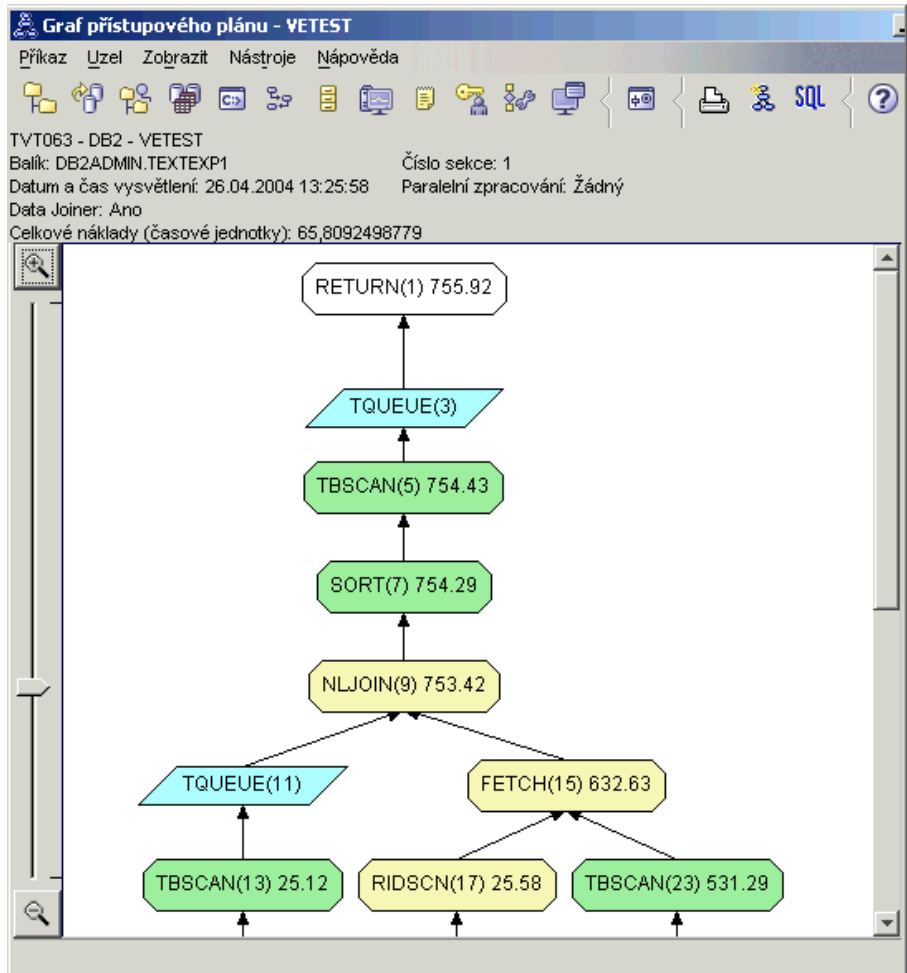 Graf přístupového plánu - VETEST
Příkaz Uzel Zobrazit Nástroje Nápověda
C:> SQL ?
TVT063 - DB2 - VETEST
Balík: DB2ADMIN.TEXTEXP1 Číslo sekce: 1
Datum a čas vysvětlení: 26.04.2004 13:25:58 Paralelní zpracování: Žádný
Data Joiner: Ano
Celkové náklady (časové jednotky): 65,8092498779
RETURN(1) 755.92
TQUEUE(3)
TBSCAN(5) 754.43
SORT(7) 754.29
NLJOIN(9) 753.42
TQUEUE(11) FETCH(15) 632.63
TBSCAN(13) 25.12 RIDSCN(17) 25.58 TBSCAN(23) 531.29